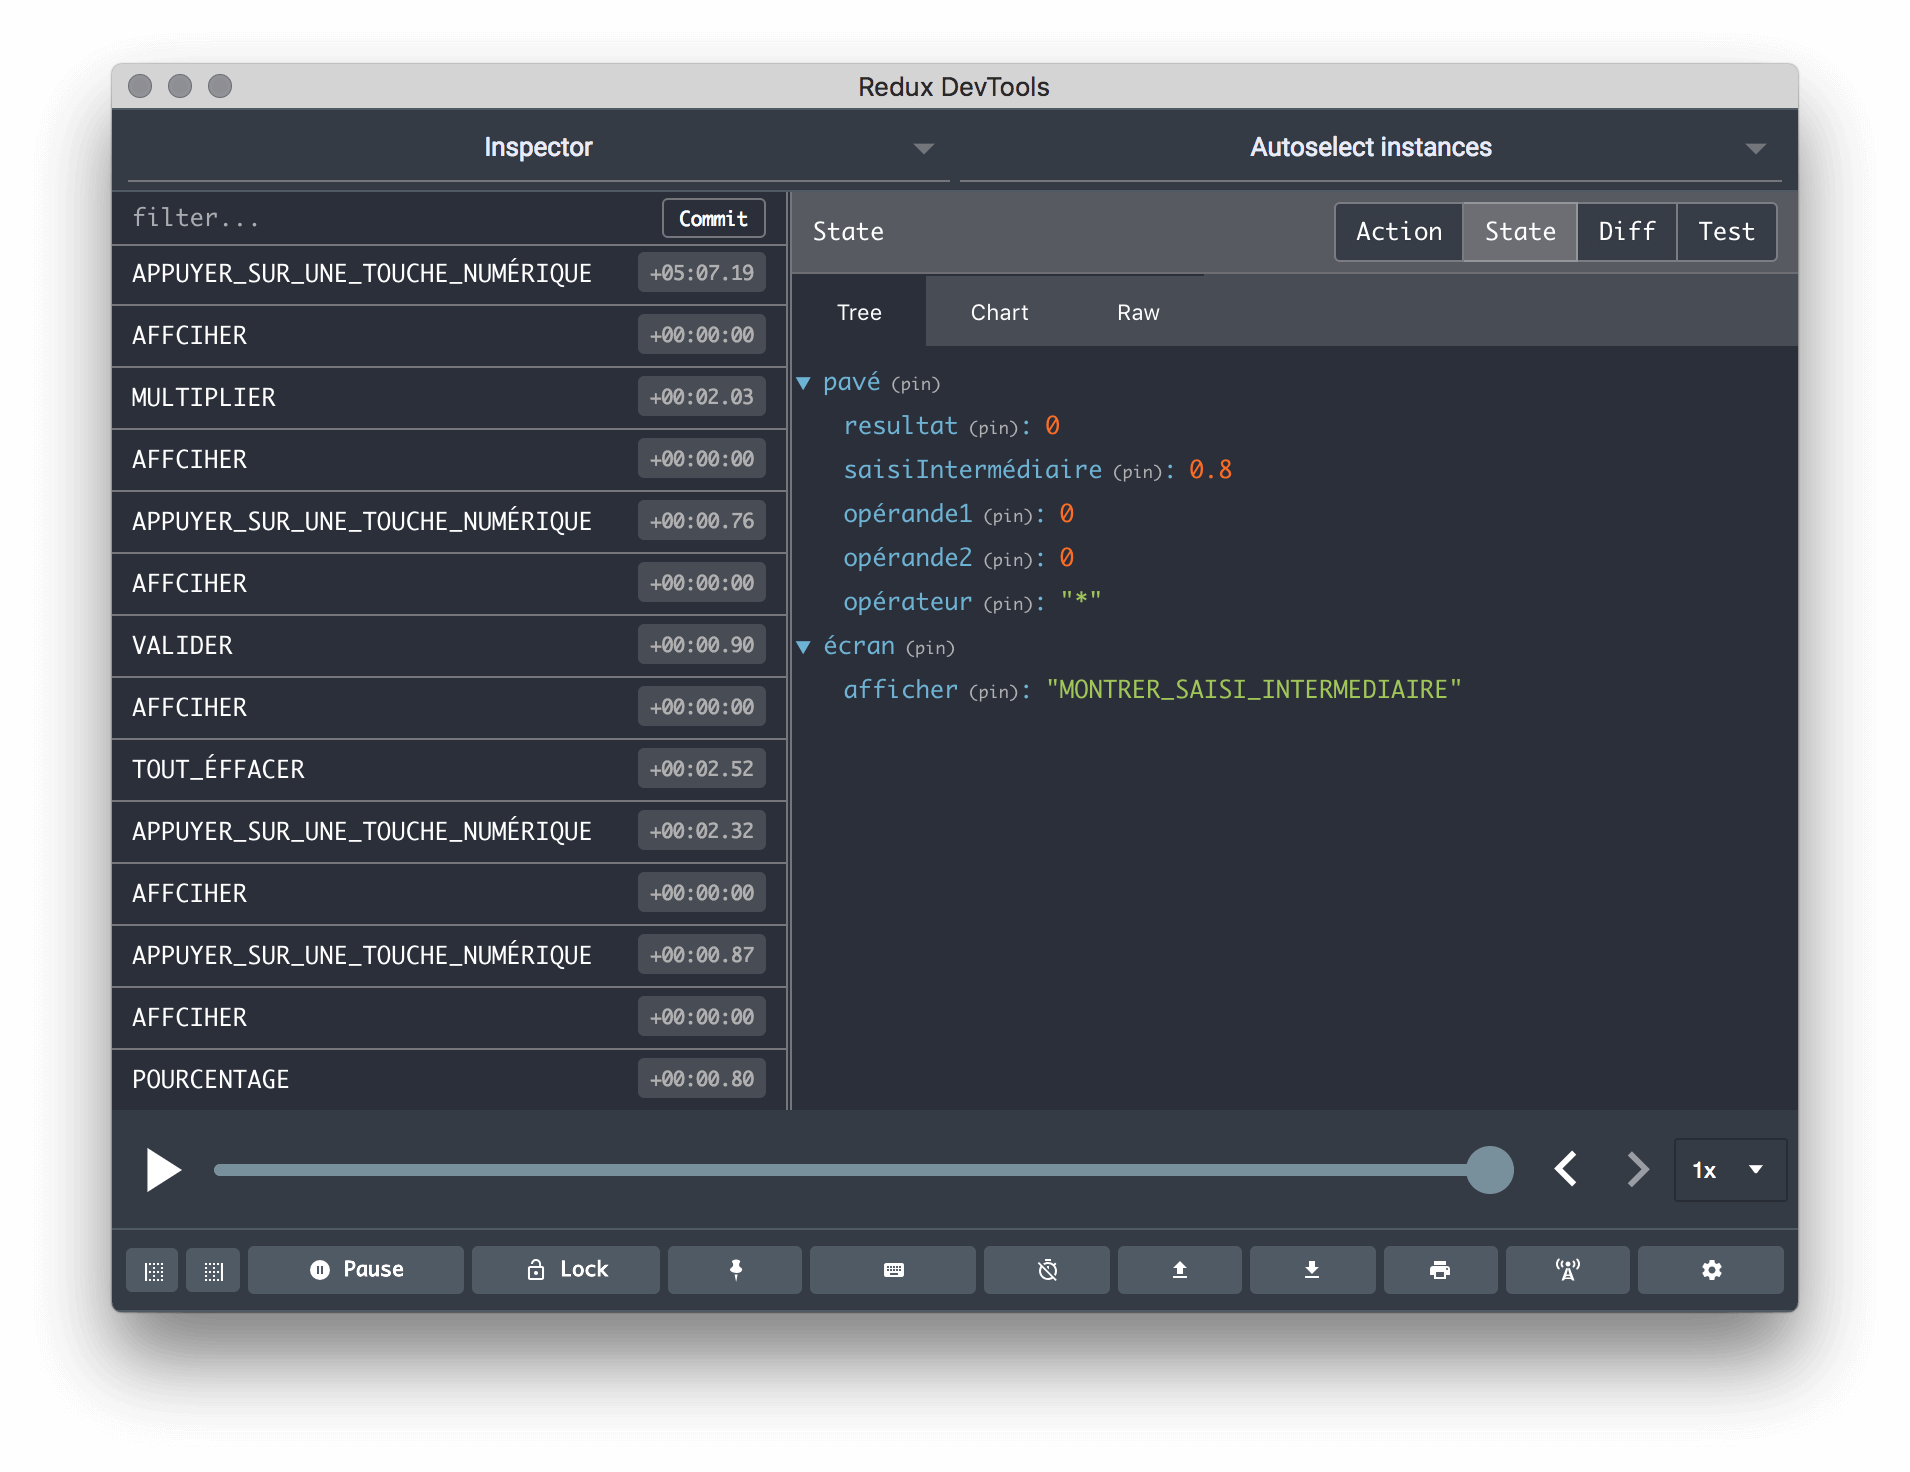 Redux DevTools
Inspector
Autoselect instances
filter...
Commit
APPUYER_SUR_UNE_TOUCHE_NUMÉRIQUE +05:07.19
AFFCIHER +00:00:00
MULTIPLIER +00:02.03
AFFCIHER +00:00:00
APPUYER_SUR_UNE_TOUCHE_NUMÉRIQUE +00:00.76
AFFCIHER +00:00:00
VALIDER +00:00.90
AFFCIHER +00:00:00
TOUT_ÉFFACER +00:02.52
APPUYER_SUR_UNE_TOUCHE_NUMÉRIQUE +00:02.32
AFFCIHER +00:00:00
APPUYER_SUR_UNE_TOUCHE_NUMÉRIQUE +00:00.87
AFFCIHER +00:00:00
POURCENTAGE +00:00.80
State
Action State Diff Test
Tree Chart Raw
pavé (pin)
resultat (pin): 0
saisiIntermédiaire (pin): 0.8
opérande1 (pin): 0
opérande2 (pin): 0
opérateur (pin): "*"
écran (pin)
afficher (pin): "MONTRER_SAISI_INTERMEDIAIRE"
1x
Pause
Lock